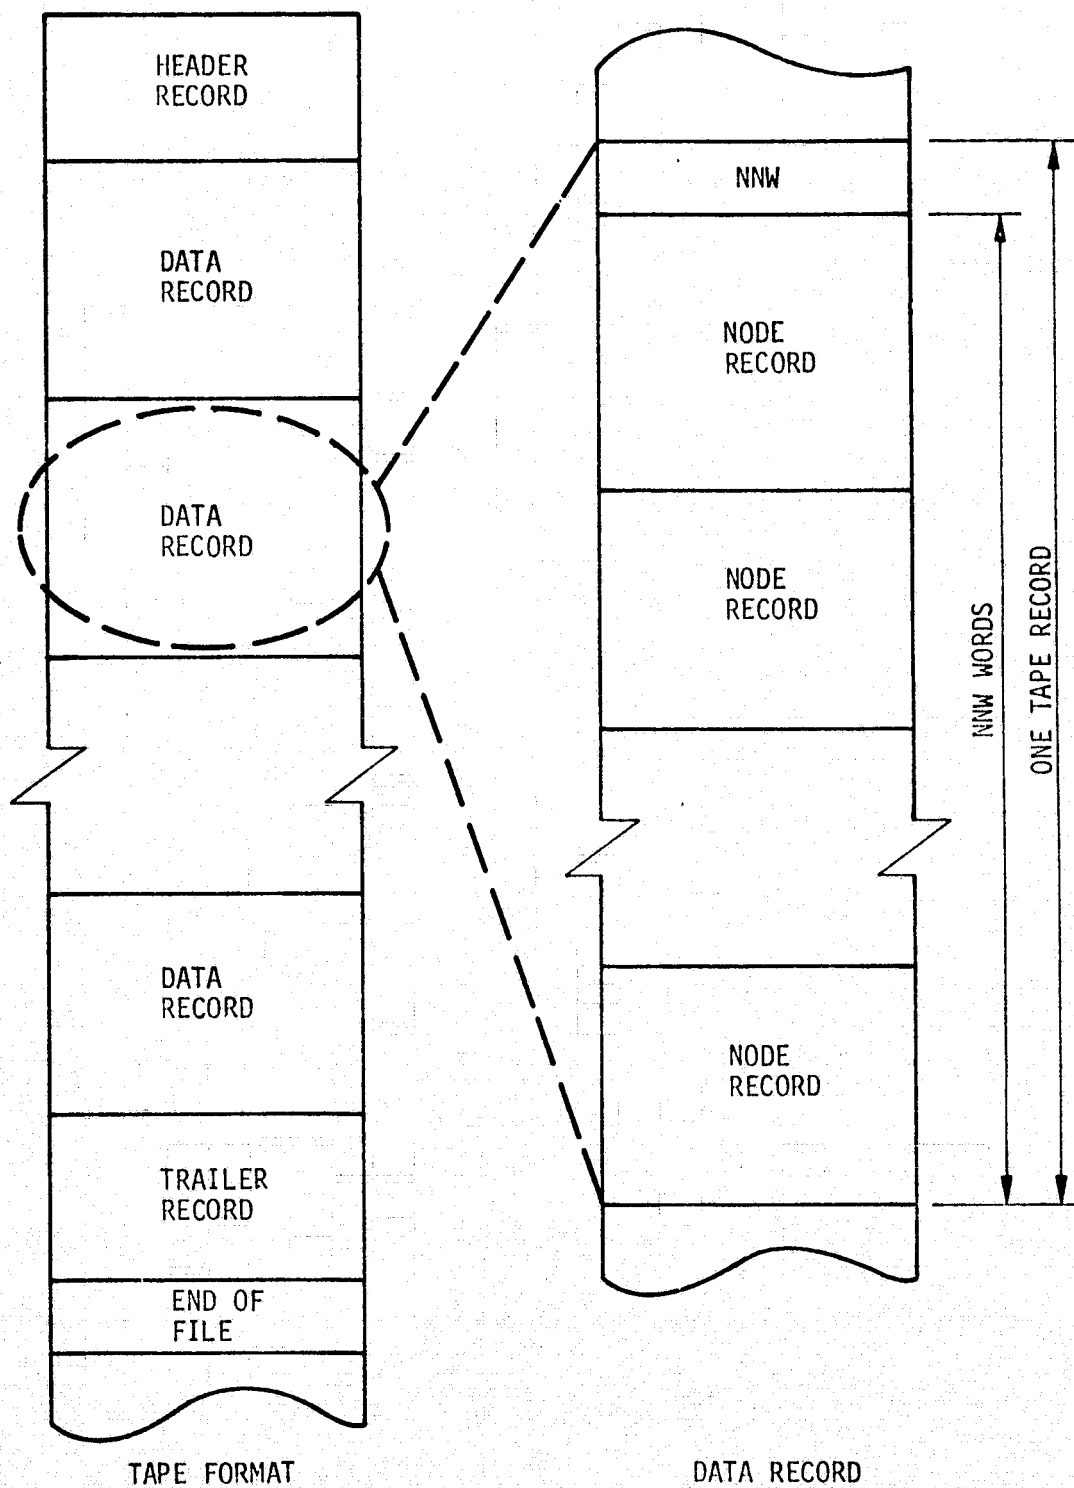 HEADER
RECORD
DATA
RECORD
DATA
RECORD
DATA
RECORD
TRAILER
RECORD
END OF
FILE
TAPE FORMAT
NNW
NODE
RECORD
NODE
RECORD
NODE
RECORD
NNW WORDS
ONE TAPE RECORD
DATA RECORD